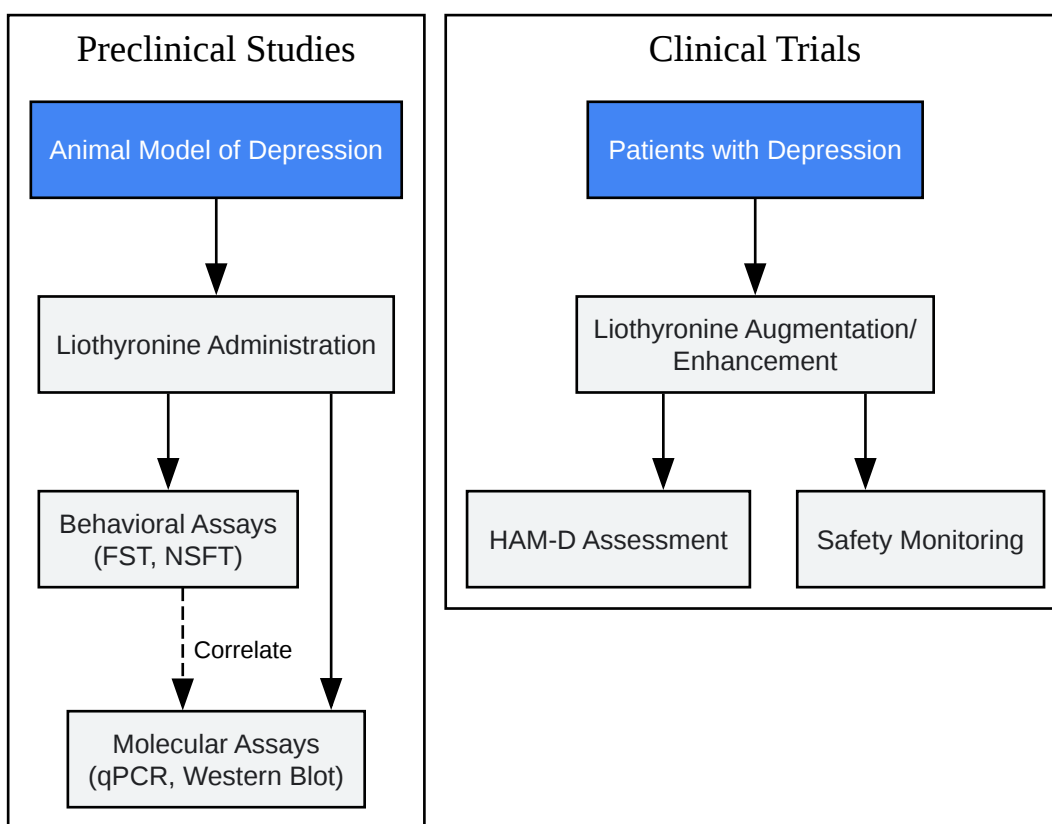 Preclinical Studies
Animal Model of Depression
Liothyronine Administration
Behavioral Assays
(FST, NSFT)
Correlate
Molecular Assays
(qPCR, Western Blot)
Clinical Trials
Patients with Depression
Liothyronine Augmentation/
Enhancement
HAM-D Assessment
Safety Monitoring